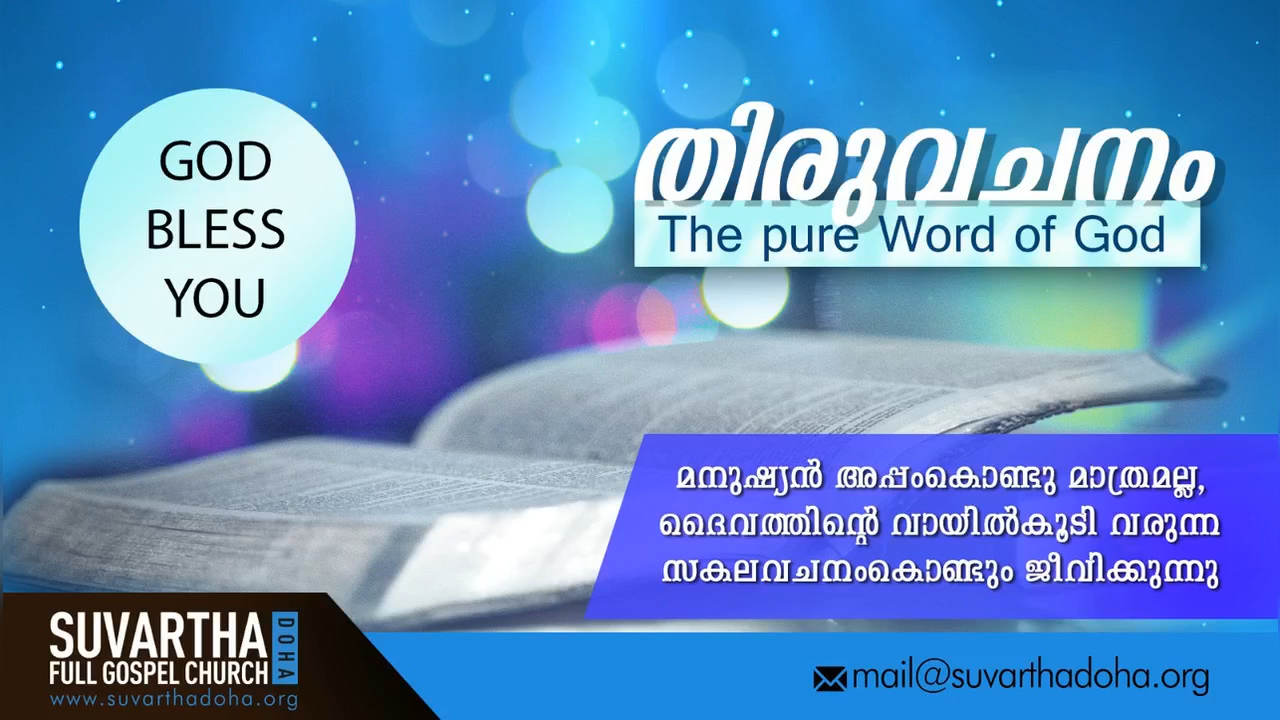 GOD
BLESS
YOU
തിരുവചനം
The pure Word of God
മനുഷ്യൻ അപ്പംകൊണ്ടു മാത്രമല്ല,
ദൈവത്തിന്റെ വായിൽകൂടി വരുന്ന
സകലവചനംകൊണ്ടും ജീവിക്കുന്നു
SUVARTHA DOHA
FULL GOSPEL CHURCH
www.suvarthadoha.org
mail@suvarthadoha.org